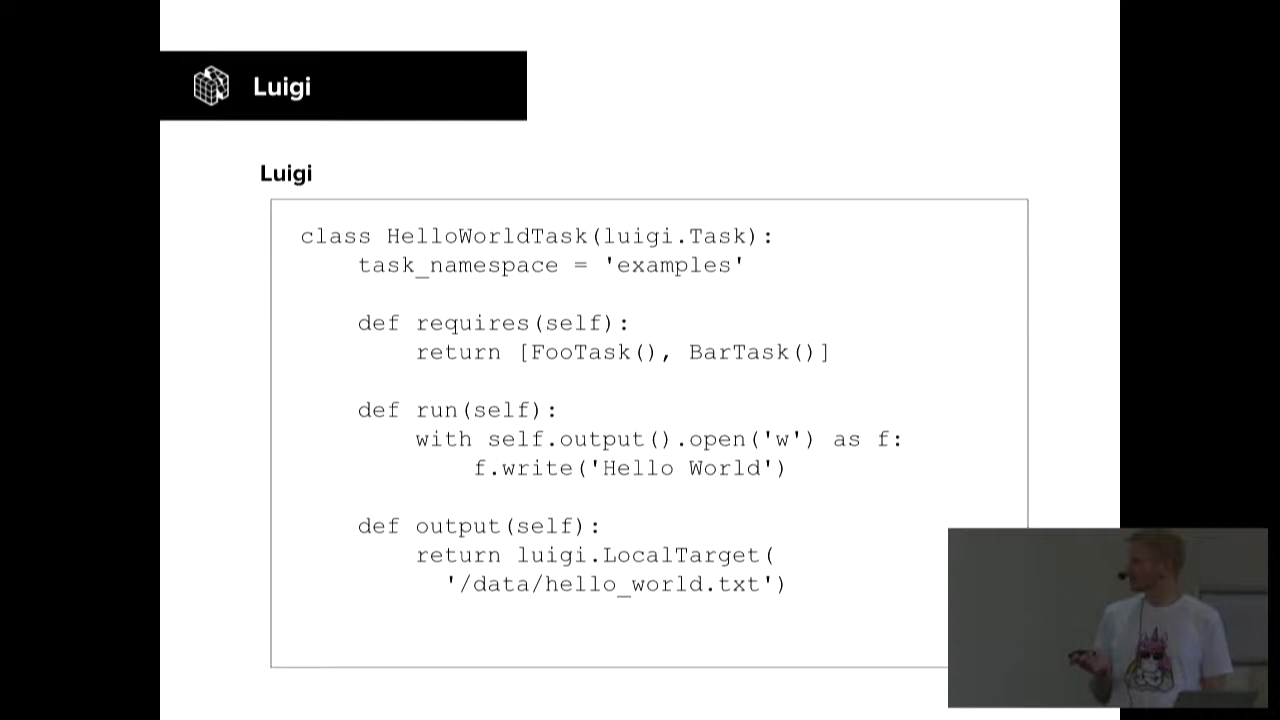 Luigi
Luigi
class HelloWorldTask(luigi.Task):
    task_namespace = 'examples'
    def requires(self):
        return [FooTask(), BarTask()]
    def run(self):
        with self.output().open('w') as f:
            f.write('Hello World')
    def output(self):
        return luigi.LocalTarget(
          '/data/hello_world.txt')